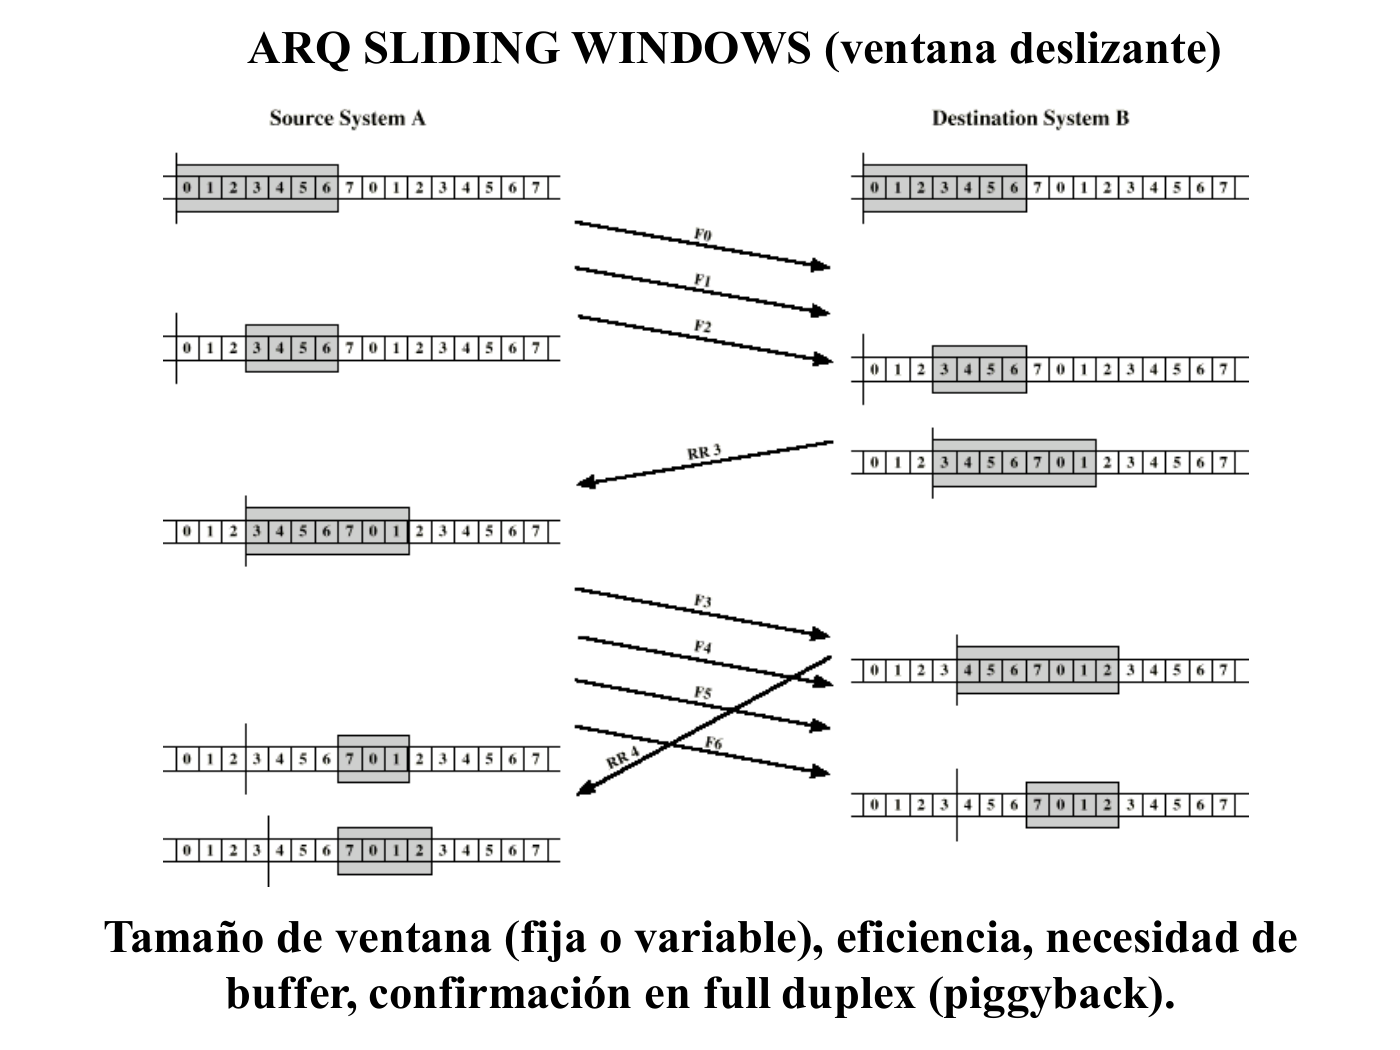 ARQ SLIDING WINDOWS (ventana deslizante)
Source System A
Destination System B
0 1 2 3 4 5 6 7 0 1 2 3 4 5 6 7
0 1 2 3 4 5 6 7 0 1 2 3 4 5 6 7
F0
F1
F2
0 1 2 3 4 5 6 7 0 1 2 3 4 5 6 7
0 1 2 3 4 5 6 7 0 1 2 3 4 5 6 7
RR 3
0 1 2 3 4 5 6 7 0 1 2 3 4 5 6 7
0 1 2 3 4 5 6 7 0 1 2 3 4 5 6 7
F3
F4
F5
F6
RR 4
0 1 2 3 4 5 6 7 0 1 2 3 4 5 6 7
0 1 2 3 4 5 6 7 0 1 2 3 4 5 6 7
0 1 2 3 4 5 6 7 0 1 2 3 4 5 6 7
0 1 2 3 4 5 6 7 0 1 2 3 4 5 6 7
Tamaño de ventana (fija o variable), eficiencia, necesidad de
buffer, confirmación en full duplex (piggyback).